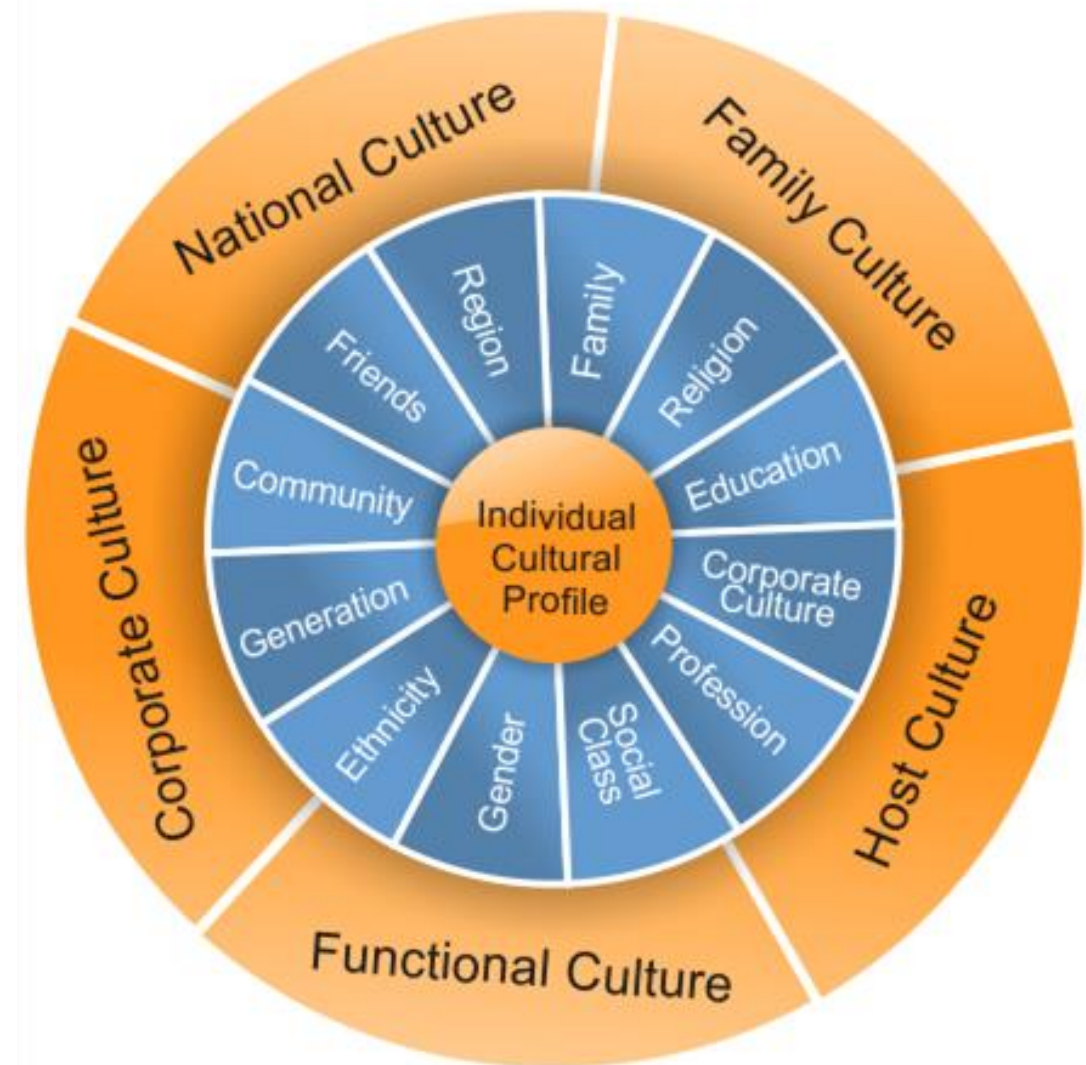 National Culture
Family Culture
Host Culture
Functional Culture
Corporate Culture
Region
Family
Religion
Education
Corporate
Culture
Profession
Social
Class
Gender
Ethnicity
Generation
Community
Friends
Individual
Cultural
Profile